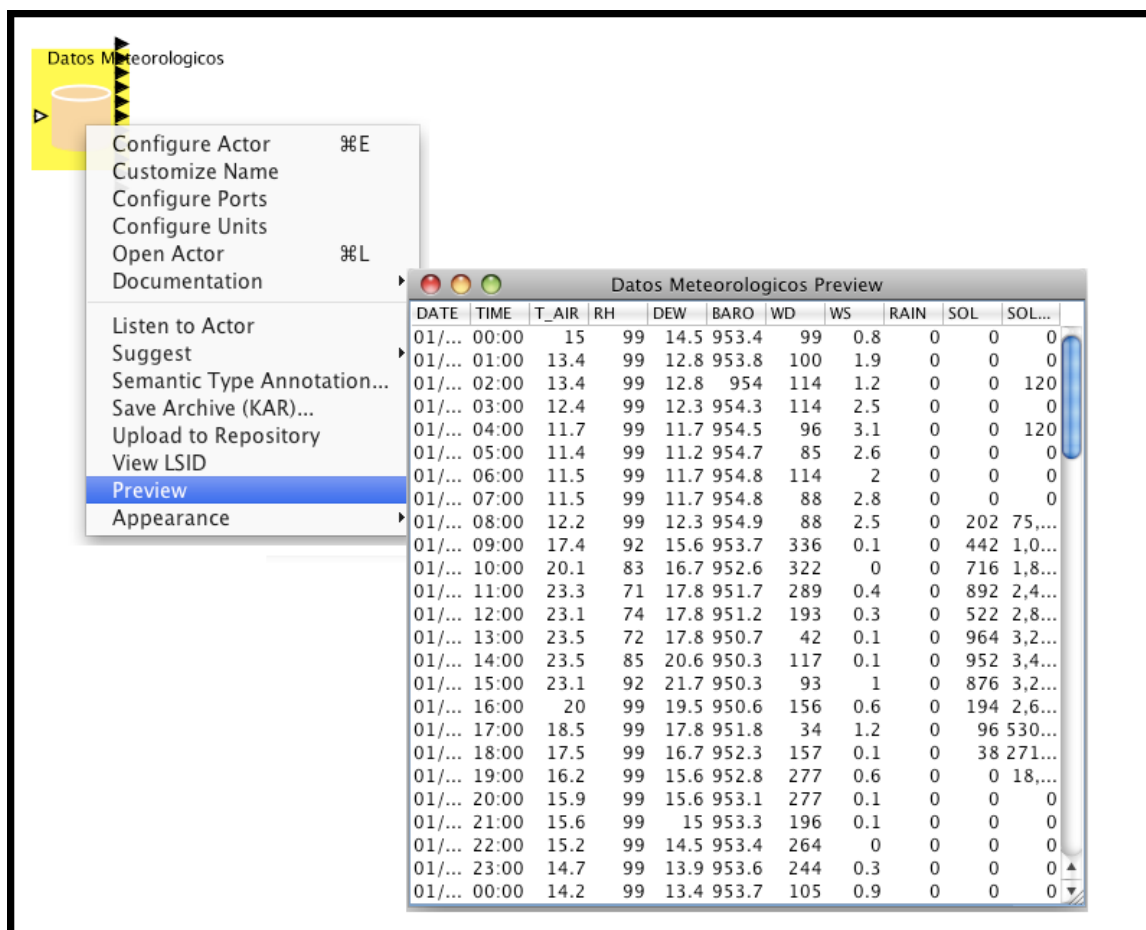 Datos Meteorologicos
Configure Actor ⌘E
Customize Name
Configure Ports
Configure Units
Open Actor ⌘L
Documentation
Listen to Actor
Suggest
Semantic Type Annotation...
Save Archive (KAR)...
Upload to Repository
View LSID
Preview
Appearance
Datos Meteorologicos Preview
DATE TIME T_AIR RH DEW BARO WD WS RAIN SOL SOL...
01/... 00:00 15 99 14.5 953.4 99 0.8 0 0 0
01/... 01:00 13.4 99 12.8 953.8 100 1.9 0 0 0
01/... 02:00 13.4 99 12.8 954 114 1.2 0 0 120
01/... 03:00 12.4 99 12.3 954.3 114 2.5 0 0 0
01/... 04:00 11.7 99 11.7 954.5 96 3.1 0 0 120
01/... 05:00 11.4 99 11.2 954.7 85 2.6 0 0 0
01/... 06:00 11.5 99 11.7 954.8 114 2 0 0 0
01/... 07:00 11.5 99 11.7 954.8 88 2.8 0 0 0
01/... 08:00 12.2 99 12.3 954.9 88 2.5 0 202 75,...
01/... 09:00 17.4 92 15.6 953.7 336 0.1 0 442 1,0...
01/... 10:00 20.1 83 16.7 952.6 322 0 0 716 1,8...
01/... 11:00 23.3 71 17.8 951.7 289 0.4 0 892 2,4...
01/... 12:00 23.1 74 17.8 951.2 193 0.3 0 522 2,8...
01/... 13:00 23.5 72 17.8 950.7 42 0.1 0 964 3,2...
01/... 14:00 23.5 85 20.6 950.3 117 0.1 0 952 3,4...
01/... 15:00 23.1 92 21.7 950.3 93 1 0 876 3,2...
01/... 16:00 20 99 19.5 950.6 156 0.6 0 194 2,6...
01/... 17:00 18.5 99 17.8 951.8 34 1.2 0 96 530...
01/... 18:00 17.5 99 16.7 952.3 157 0.1 0 38 271...
01/... 19:00 16.2 99 15.6 952.8 277 0.6 0 0 18,...
01/... 20:00 15.9 99 15.6 953.1 277 0.1 0 0 0
01/... 21:00 15.6 99 15 953.3 196 0.1 0 0 0
01/... 22:00 15.2 99 14.5 953.4 264 0 0 0 0
01/... 23:00 14.7 99 13.9 953.6 244 0.3 0 0 0
01/... 00:00 14.2 99 13.4 953.7 105 0.9 0 0 0